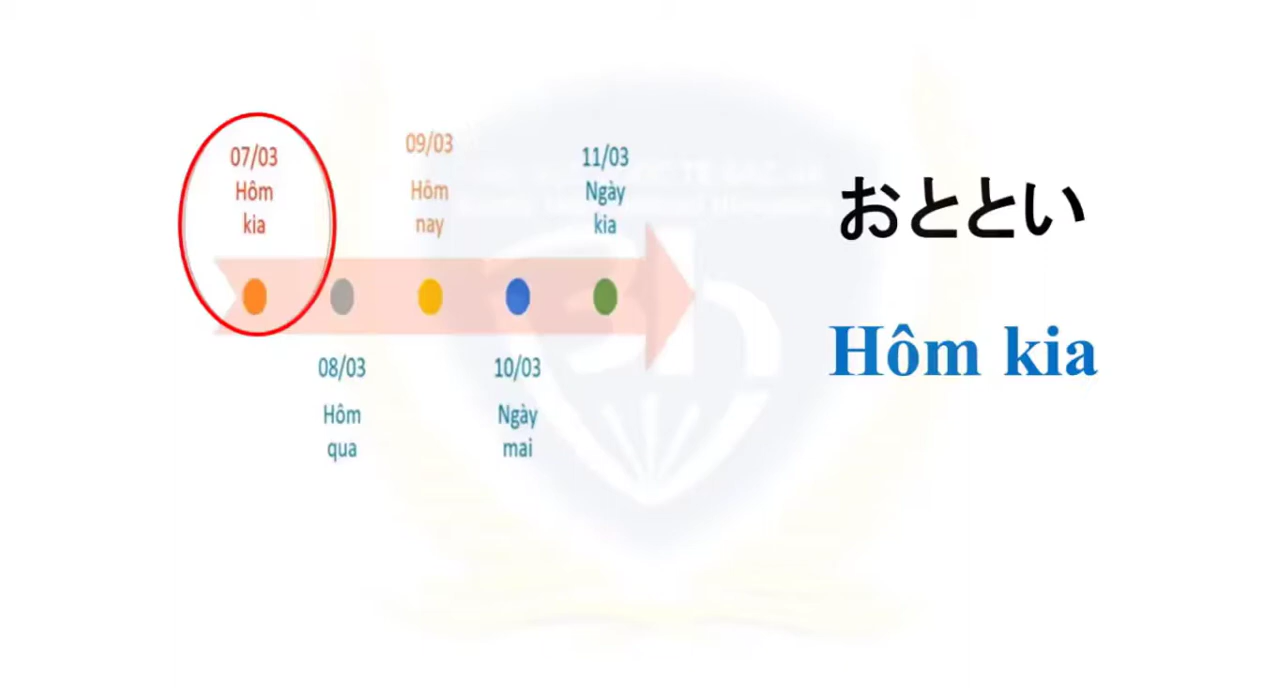 07/03
Hôm
kia
09/03
Hôm
nay
11/03
Ngày
kia
08/03
Hôm
qua
10/03
Ngày
mai
おととい
Hôm kia